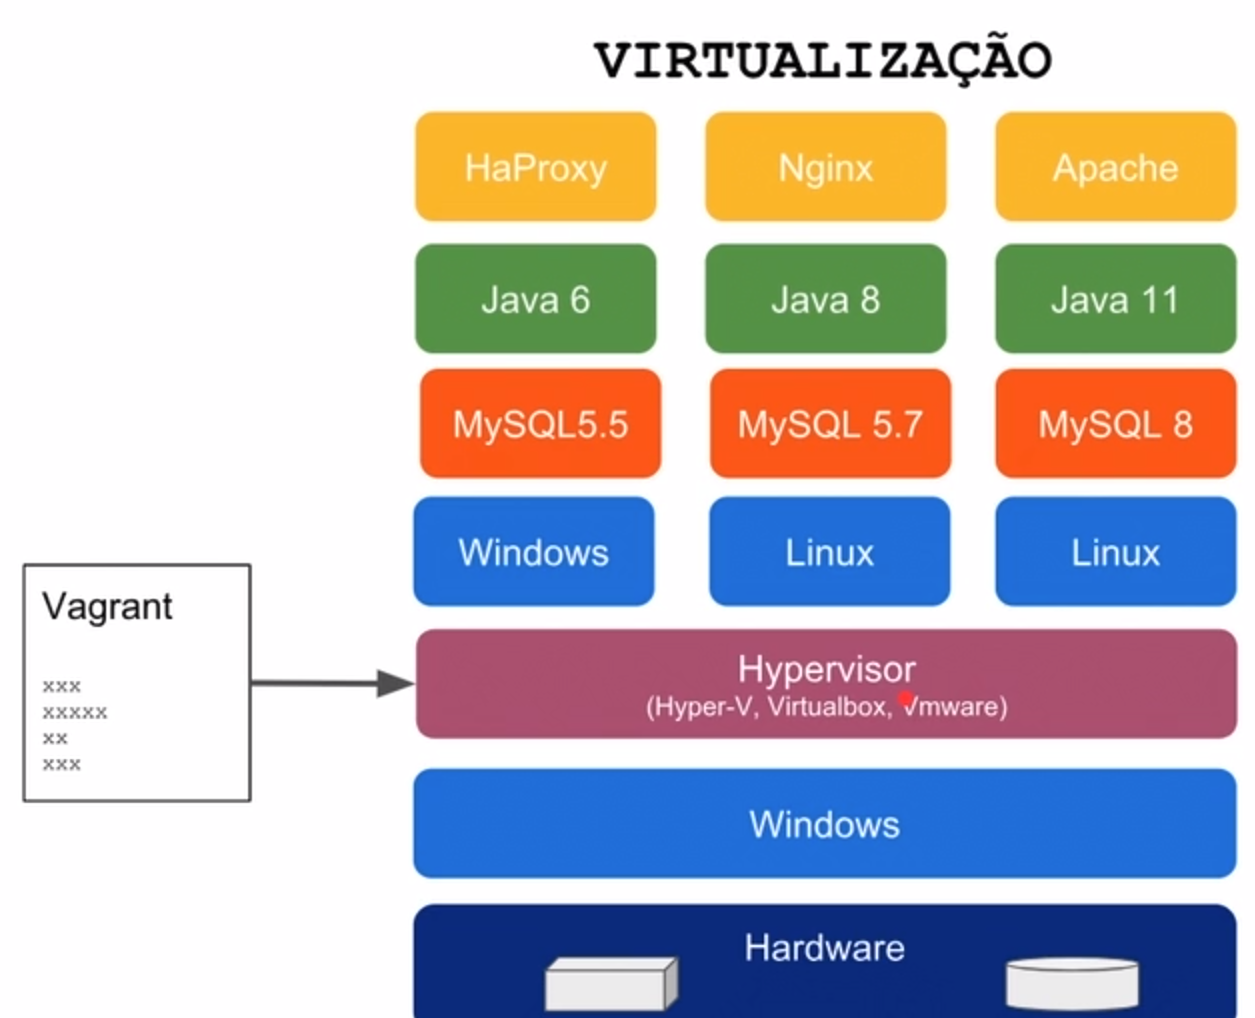 VIRTUALIZAÇÃO
HaProxy
Nginx
Apache
Java 6
Java 8
Java 11
MySQL5.5
MySQL 5.7
MySQL 8
Windows
Linux
Linux
Vagrant
xxx
xxxxx
xx
xxx
Hypervisor
(Hyper-V, Virtualbox, Vmware)
Windows
Hardware